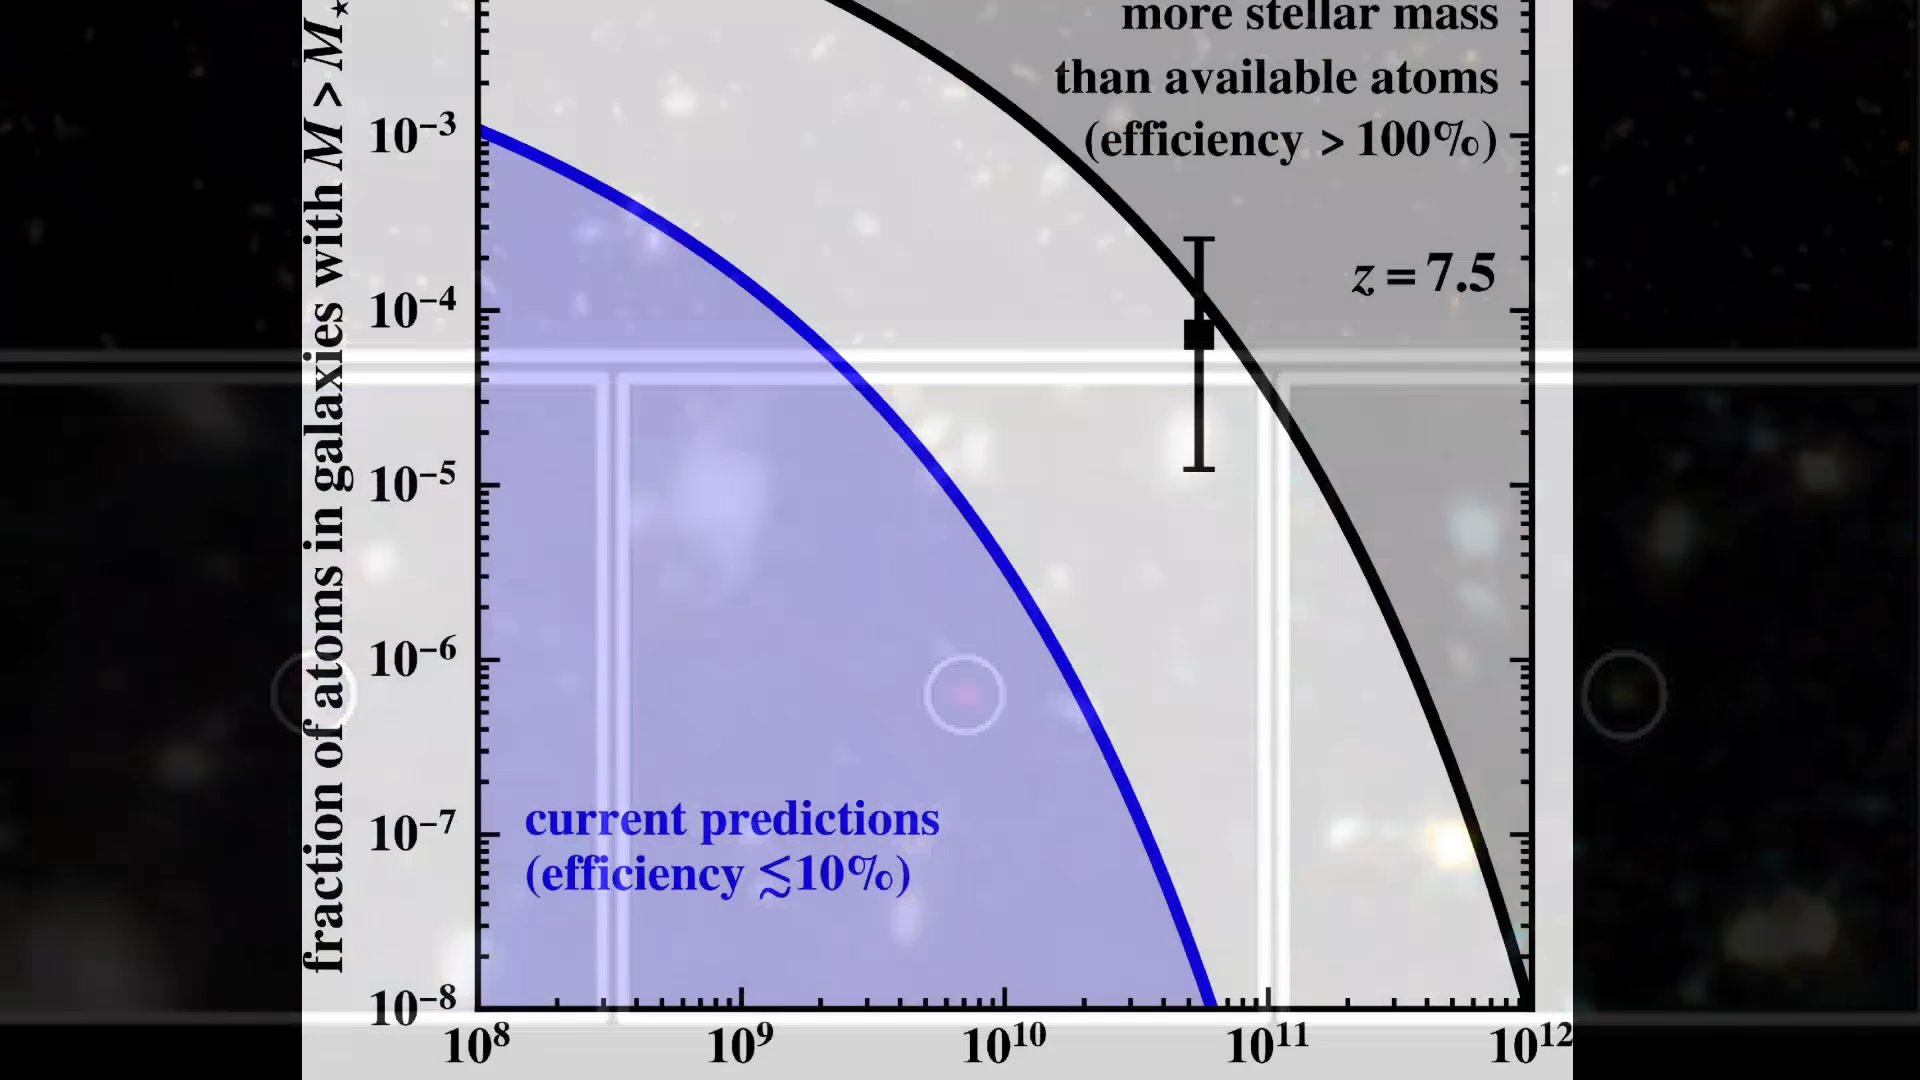 more stellar mass
than available atoms
(efficiency > 100%)
z = 7.5
fraction of atoms in galaxies with M > M⋆
10⁻³
10⁻⁴
10⁻⁵
10⁻⁶
10⁻⁷
10⁻⁸
current predictions
(efficiency ≲10%)
10⁸ 10⁹ 10¹⁰ 10¹¹ 10¹²